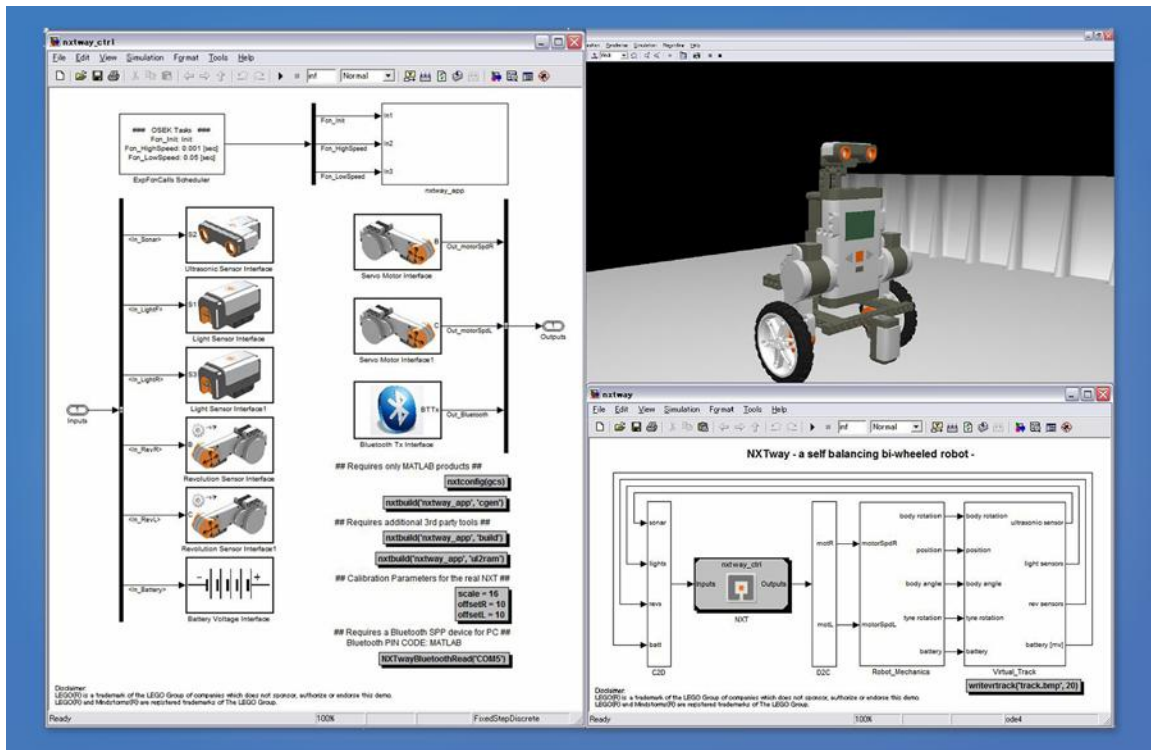 nxtway_ctrl
File Edit View Simulation Format Tools Help
inf Normal
### OSEK Tasks ###
Fcn_Init: Init
Fcn_HighSpeed: 0.001 [sec]
Fcn_LowSpeed: 0.05 [sec]
ExpFcnCalls Scheduler
Fcn_Init
Fcn_HighSpeed
Fcn_LowSpeed
In1
In2
In3
nxtway_app
<In_Sonar>
S2
Ultrasonic Sensor Interface
<In_LightF>
S1
Light Sensor Interface
<In_LightR>
S3
Light Sensor Interface1
1
Inputs
<In_RevR>
B
Revolution Sensor Interface
<In_RevL>
C
Revolution Sensor Interface1
<In_Battery>
Battery Voltage Interface
B
Out_motorSpdR
Servo Motor Interface
C
Out_motorSpdL
Servo Motor Interface1
1
Outputs
BTTx
Out_Bluetooth
Bluetooth Tx Interface
## Requires only MATLAB products ##
nxtconfig(gcs)
nxtbuild('nxtway_app', 'cgen')
## Requires additional 3rd party tools ##
nxtbuild('nxtway_app', 'build')
nxtbuild('nxtway_app', 'ul2ram')
## Calibration Parameters for the real NXT ##
scale = 16
offsetR = 10
offsetL = 10
## Requires a Bluetooth SPP device for PC ##
Bluetooth PIN CODE: MATLAB
NXTwayBluetoothRead("COM5")
Disclaimer:
LEGO(R) is a trademark of the LEGO Group of companies which does not sponsor, authorize or endorse this demo.
LEGO(R) and Mindstorms(R) are registered trademarks of The LEGO Group.
Ready 100% FixedStepDiscrete
Rendering Simulation Help
nxtway
File Edit View Simulation Format Tools Help
inf Normal
NXTway - a self balancing bi-wheeled robot -
sonar
lights
revs
batt
C2D
nxtway_ctrl
Inputs Outputs
NXT
motR
motL
D2C
motorSpdR
motorSpdL
body rotation
position
body angle
tyre rotation
battery
Robot_Mechanics
body rotation
position
body angle
tyre rotation
battery
ultrasonic sensor
light sensors
rev sensors
battery [mv]
Virtual_Track
writevrtrack('track.bmp', 20)
Disclaimer:
LEGO(R) is a trademark of the LEGO Group of companies which does not sponsor, authorize or endorse this demo.
LEGO(R) and Mindstorms(R) are registered trademarks of The LEGO Group.
Ready 100% ode4